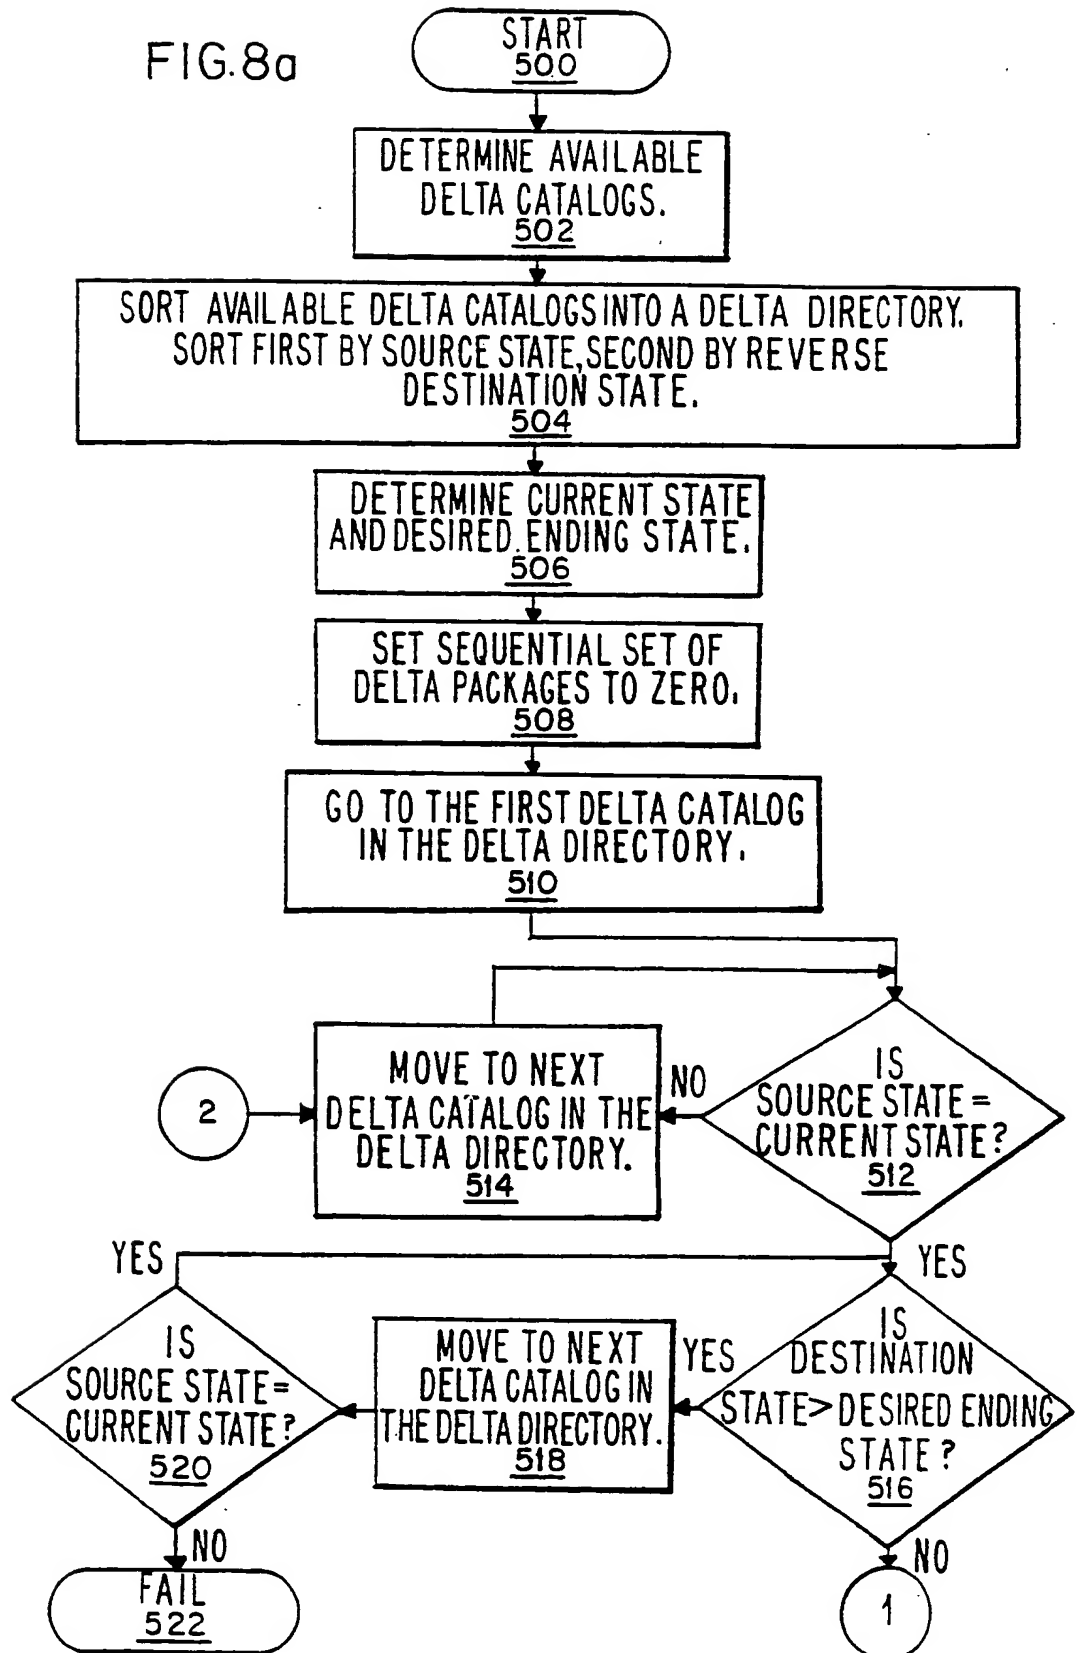 FIG.8a
START
500
DETERMINE AVAILABLE
DELTA CATALOGS.
502
SORT AVAILABLE DELTA CATALOGS INTO A DELTA DIRECTORY.
SORT FIRST BY SOURCE STATE, SECOND BY REVERSE
DESTINATION STATE.
504
DETERMINE CURRENT STATE
AND DESIRED ENDING STATE.
506
SET SEQUENTIAL SET OF
DELTA PACKAGES TO ZERO.
508
GO TO THE FIRST DELTA CATALOG
IN THE DELTA DIRECTORY.
510
2
MOVE TO NEXT
DELTA CATALOG IN THE
DELTA DIRECTORY.
514
NO
IS
SOURCE STATE =
CURRENT STATE?
512
YES
YES
IS
SOURCE STATE =
CURRENT STATE?
520
MOVE TO NEXT
DELTA CATALOG IN
THE DELTA DIRECTORY.
518
YES
IS
DESTINATION
STATE > DESIRED ENDING
STATE?
516
NO
FAIL
522
NO
1